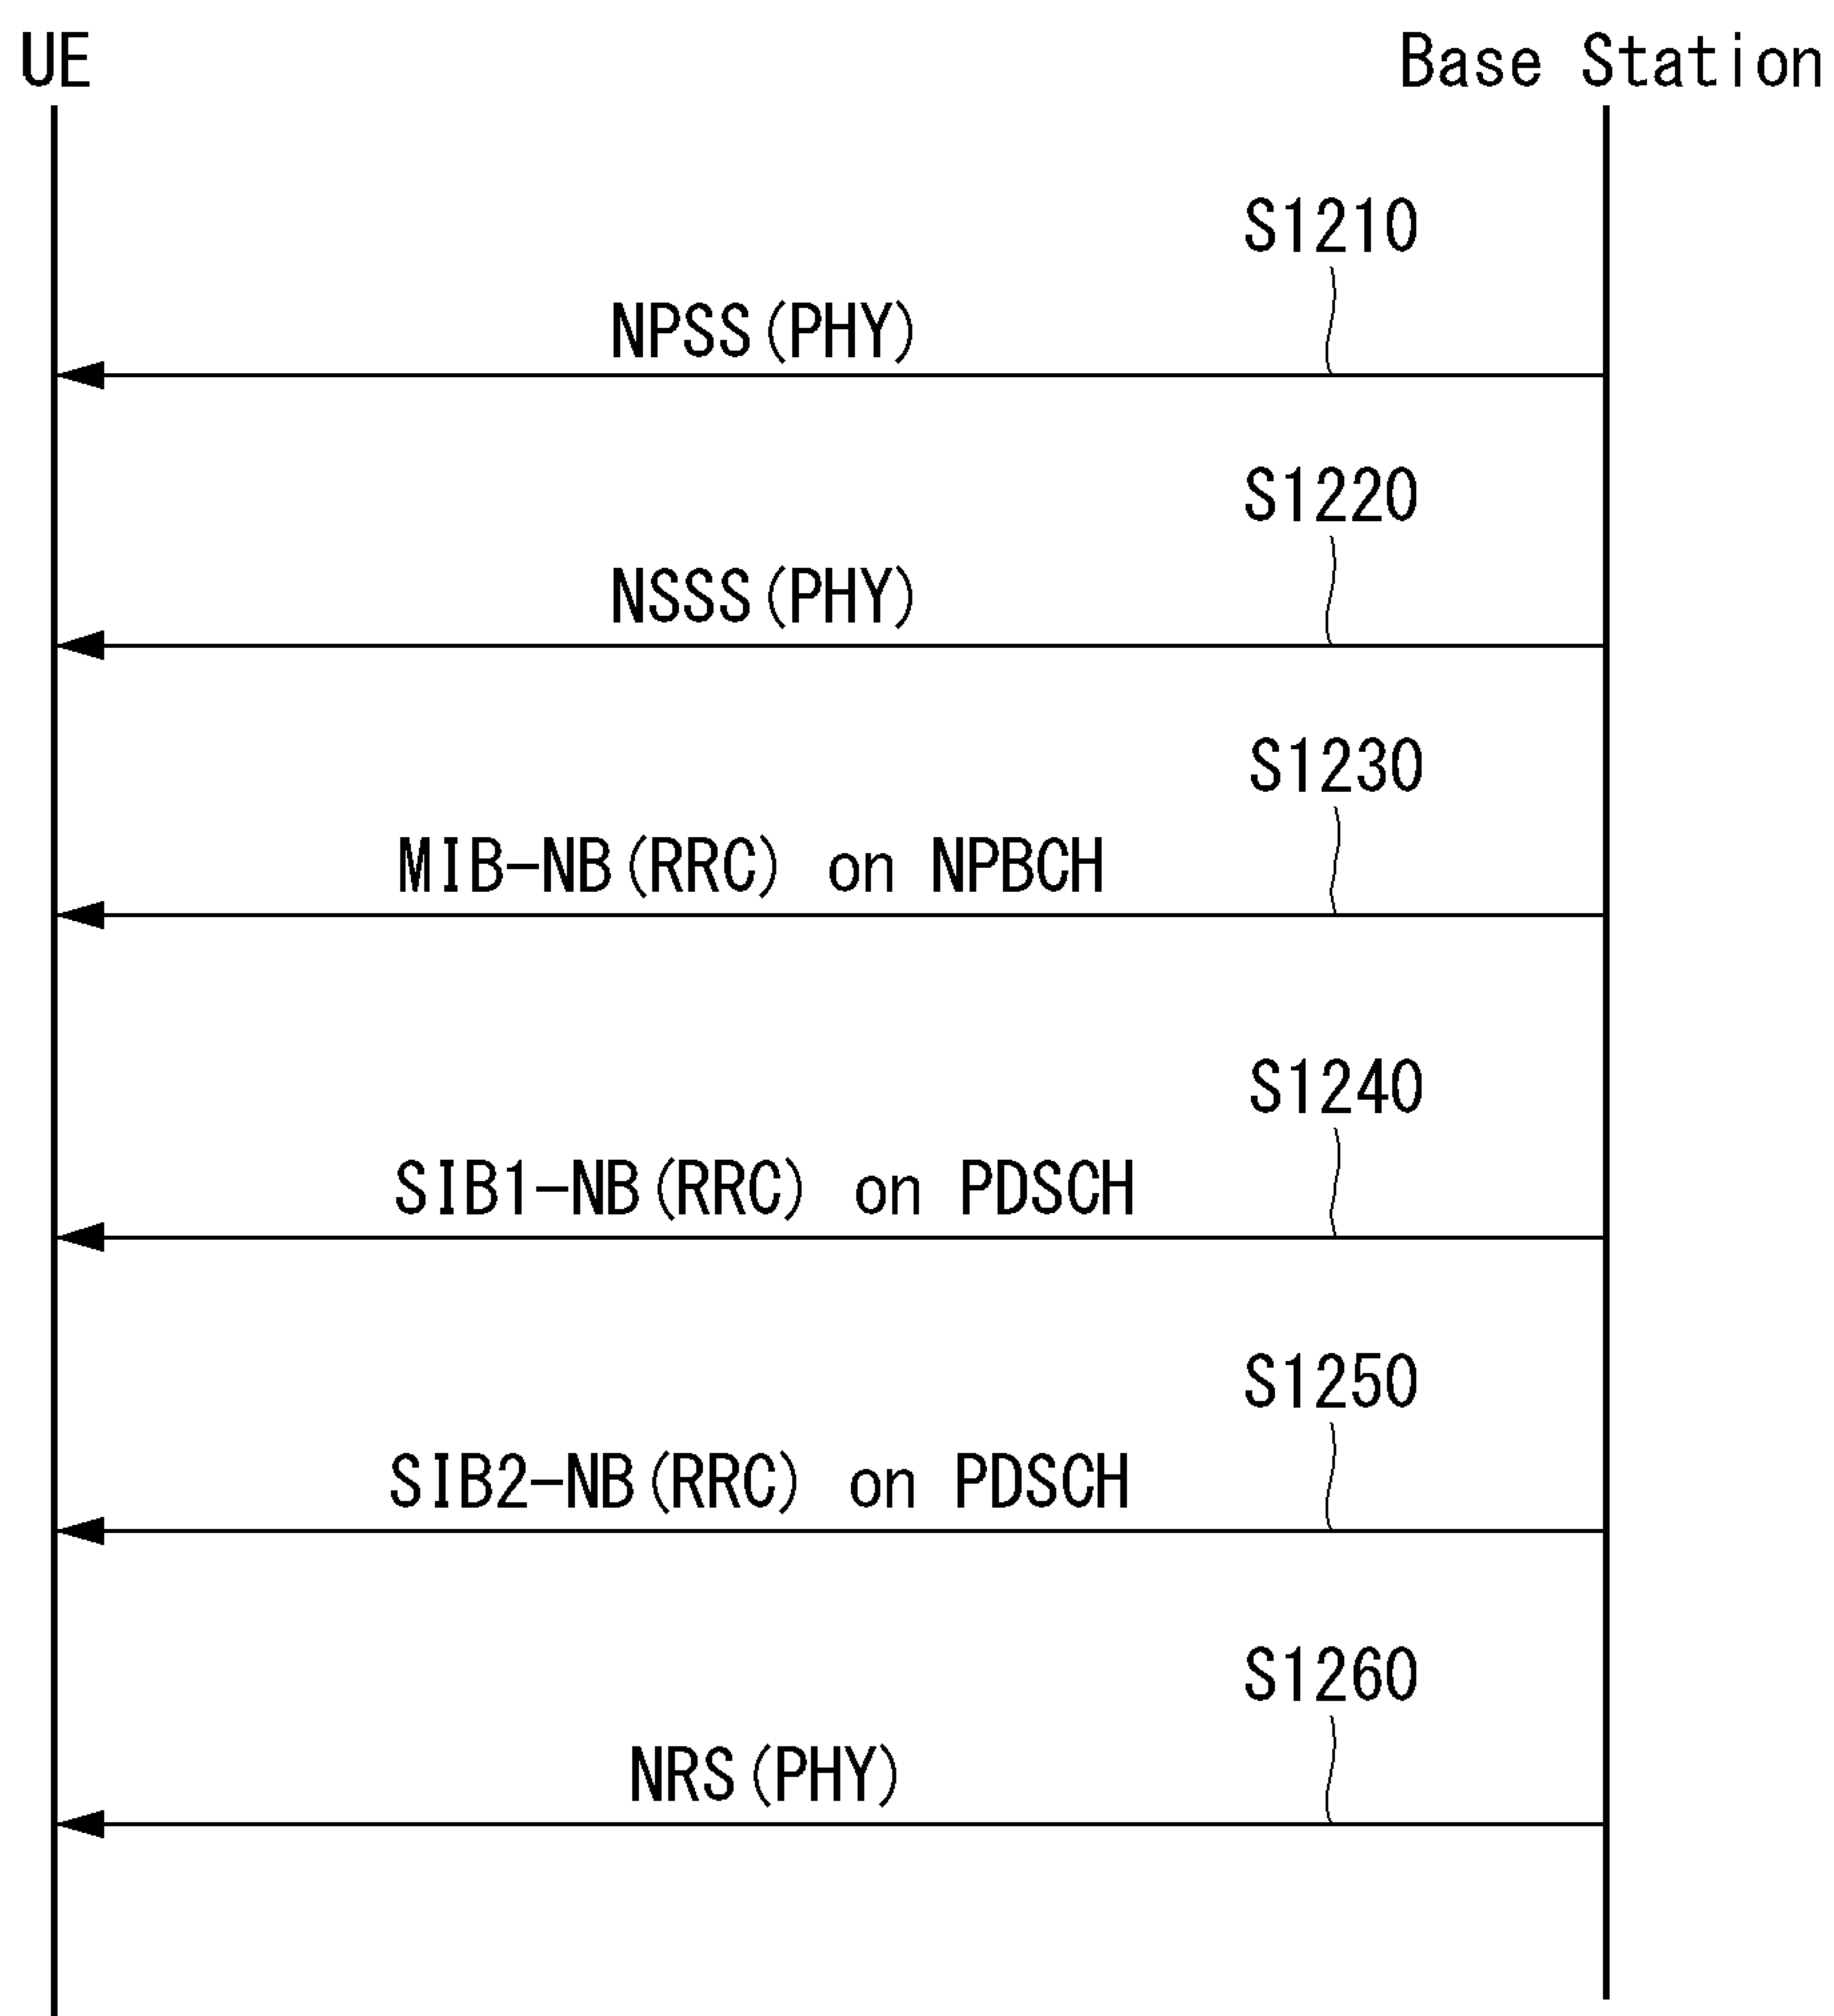 UE
Base Station
S1210
NPSS(PHY)
S1220
NSSS(PHY)
S1230
MIB-NB(RRC) on NPBCH
S1240
SIB1-NB(RRC) on PDSCH
S1250
SIB2-NB(RRC) on PDSCH
S1260
NRS(PHY)